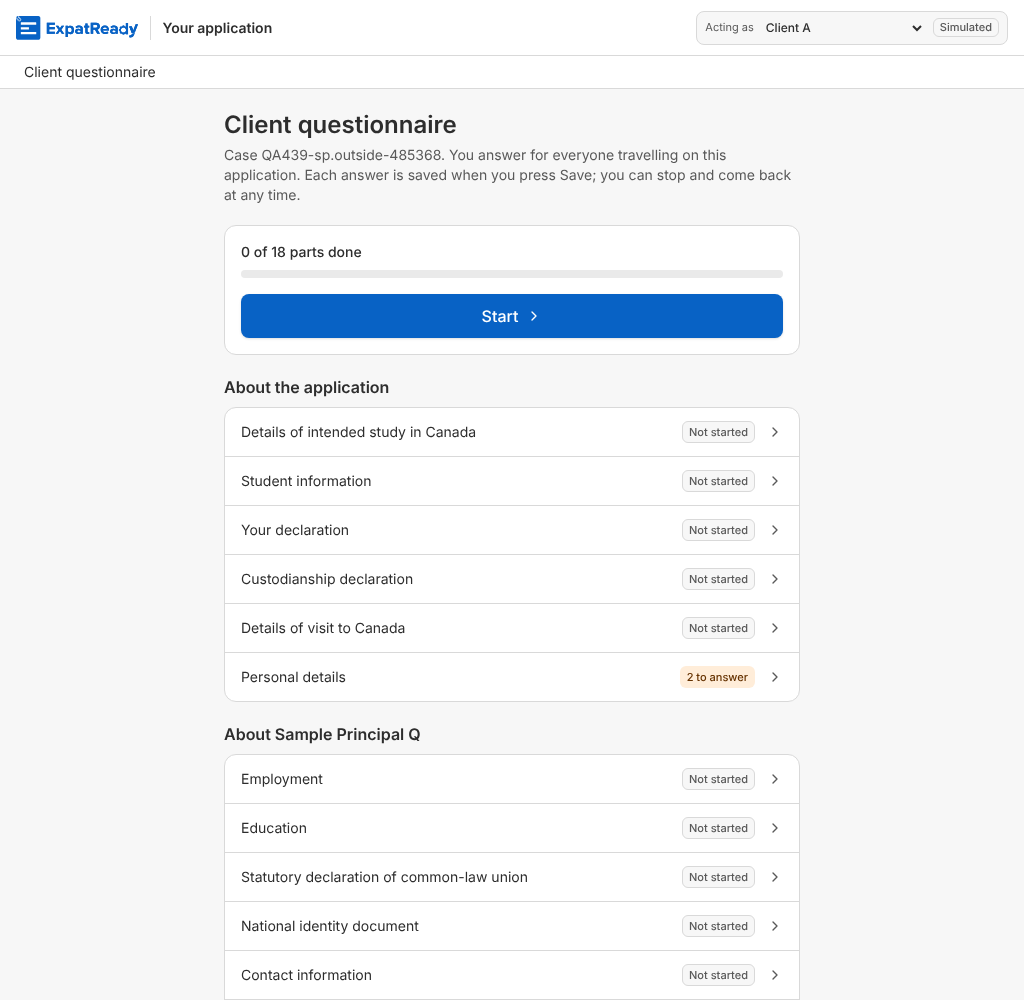 ExpatReady
Your application
Acting as Client A Simulated
Client questionnaire
Client questionnaire
Case QA439-sp.outside-485368. You answer for everyone travelling on this
application. Each answer is saved when you press Save; you can stop and come back
at any time.
0 of 18 parts done
Start
About the application
Details of intended study in Canada Not started
Student information Not started
Your declaration Not started
Custodianship declaration Not started
Details of visit to Canada Not started
Personal details 2 to answer
About Sample Principal Q
Employment Not started
Education Not started
Statutory declaration of common-law union Not started
National identity document Not started
Contact information Not started